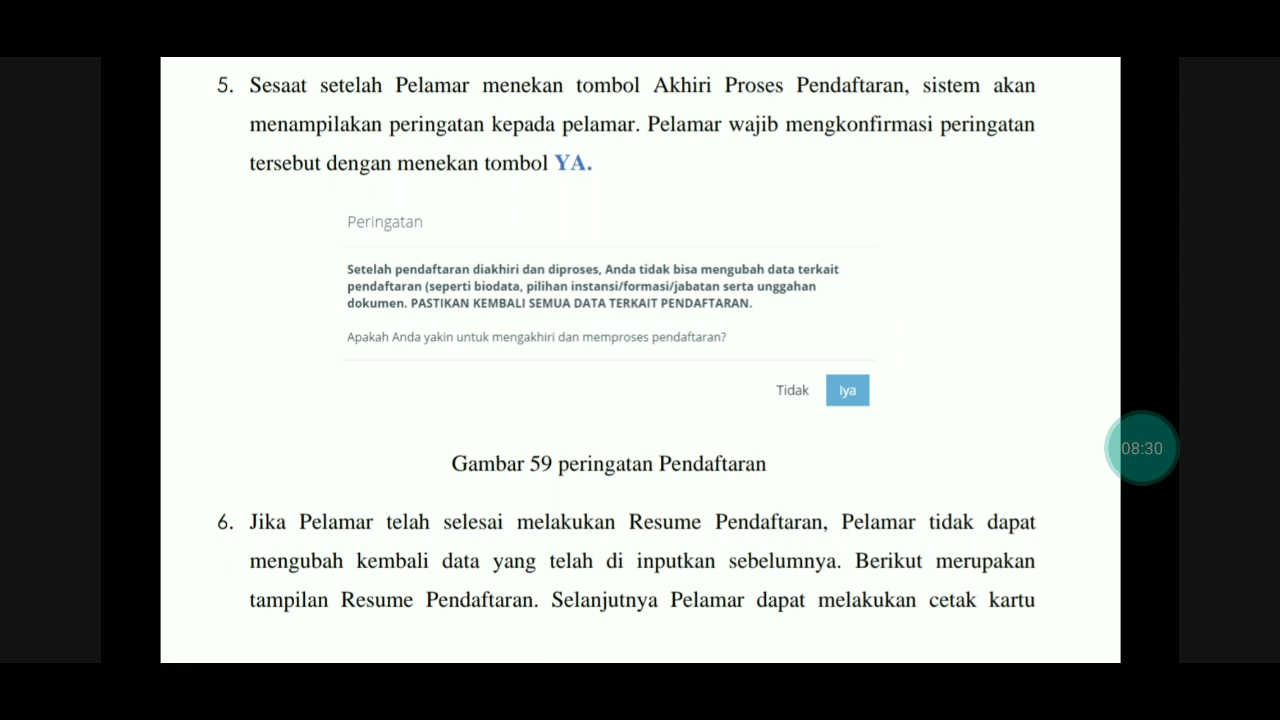 5. Sesaat setelah Pelamar menekan tombol Akhiri Proses Pendaftaran, sistem akan
menampilakan peringatan kepada pelamar. Pelamar wajib mengkonfirmasi peringatan
tersebut dengan menekan tombol YA.
Peringatan
Setelah pendaftaran diakhiri dan diproses, Anda tidak bisa mengubah data terkait
pendaftaran (seperti biodata, pilihan instansi/formasi/jabatan serta unggahan
dokumen. PASTIKAN KEMBALI SEMUA DATA TERKAIT PENDAFTARAN.
Apakah Anda yakin untuk mengakhiri dan memproses pendaftaran?
Tidak Iya
08:30
Gambar 59 peringatan Pendaftaran
6. Jika Pelamar telah selesai melakukan Resume Pendaftaran, Pelamar tidak dapat
mengubah kembali data yang telah di inputkan sebelumnya. Berikut merupakan
tampilan Resume Pendaftaran. Selanjutnya Pelamar dapat melakukan cetak kartu